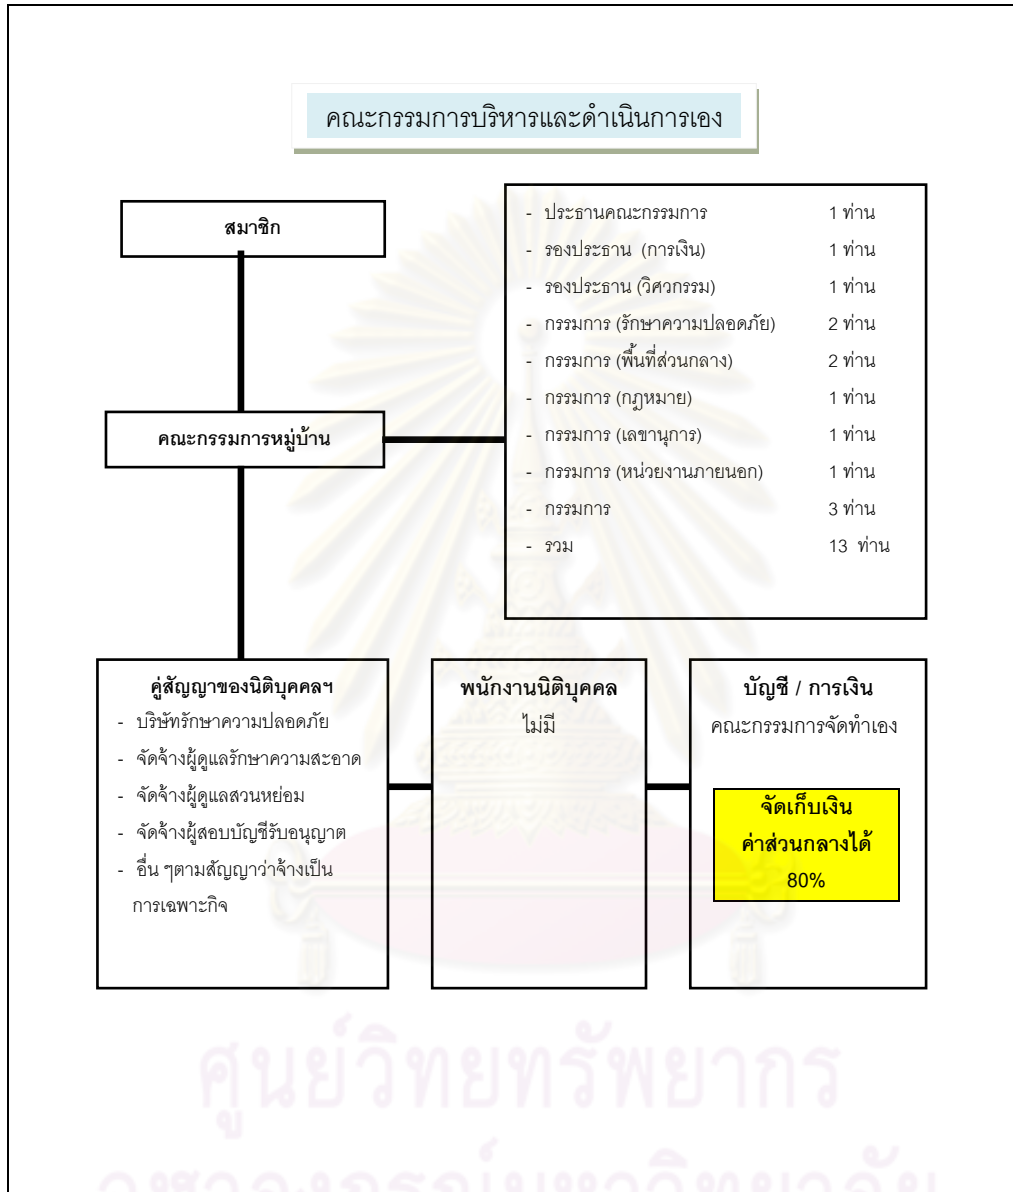 คณะกรรมการบริหารและดำเนินการเอง
สมาชิก
- ประธานคณะกรรมการ 1 ท่าน
- รองประธาน (การเงิน) 1 ท่าน
- รองประธาน (วิศวกรรม) 1 ท่าน
- กรรมการ (รักษาความปลอดภัย) 2 ท่าน
- กรรมการ (พื้นที่ส่วนกลาง) 2 ท่าน
- กรรมการ (กฎหมาย) 1 ท่าน
- กรรมการ (เลขานุการ) 1 ท่าน
- กรรมการ (หน่วยงานภายนอก) 1 ท่าน
- กรรมการ 3 ท่าน
- รวม 13 ท่าน
คณะกรรมการหมู่บ้าน
คู่สัญญาของนิติบุคคลฯ
- บริษัทรักษาความปลอดภัย
- จัดจ้างผู้ดูแลรักษาความสะอาด
- จัดจ้างผู้ดูแลสวนหย่อม
- จัดจ้างผู้สอบบัญชีรับอนุญาต
- อื่น ๆตามสัญญาว่าจ้างเป็น
การเฉพาะกิจ
พนักงานนิติบุคคล
ไม่มี
บัญชี / การเงิน
คณะกรรมการจัดทำเอง
จัดเก็บเงิน
ค่าส่วนกลางได้
80%
ศูนย์วิทยทรัพยากร
จุฬาลงกรณ์มหาวิทยาลัย